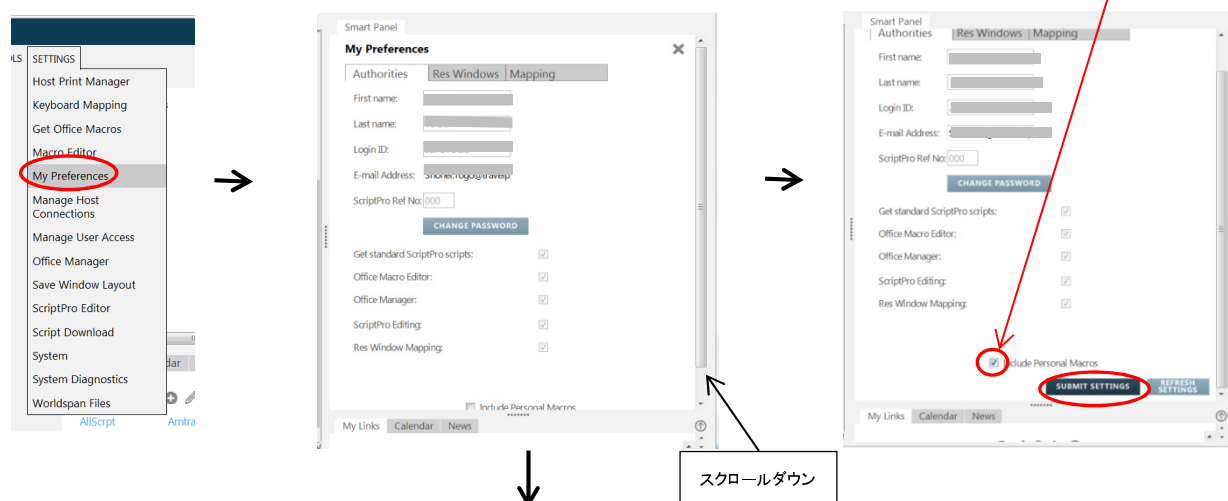 LS SETTINGS
Host Print Manager
Keyboard Mapping
Get Office Macros
Macro Editor
My Preferences
Manage Host
Connections
Manage User Access
Office Manager
Save Window Layout
ScriptPro Editor
Script Download
System
System Diagnostics
Worldspan Files
dar
AllScrpt Amtra
Smart Panel
My Preferences
Authorities Res Windows Mapping
First name:
Last name:
Login ID:
E-mail Address:
ScriptPro Ref No: 000
CHANGE PASSWORD
Get standard ScriptPro scripts:
Office Macro Editor:
Office Manager:
ScriptPro Editing:
Res Window Mapping:
Include Personal Macros
My Links Calendar News
スクロールダウン
Smart Panel
Authorities Res Windows Mapping
First name:
Last name:
Login ID:
E-mail Address:
ScriptPro Ref No: 000
CHANGE PASSWORD
Get standard ScriptPro scripts:
Office Macro Editor:
Office Manager:
ScriptPro Editing:
Res Window Mapping:
Include Personal Macros
SUBMIT SETTINGS REFRESH
SETTINGS
My Links Calendar News